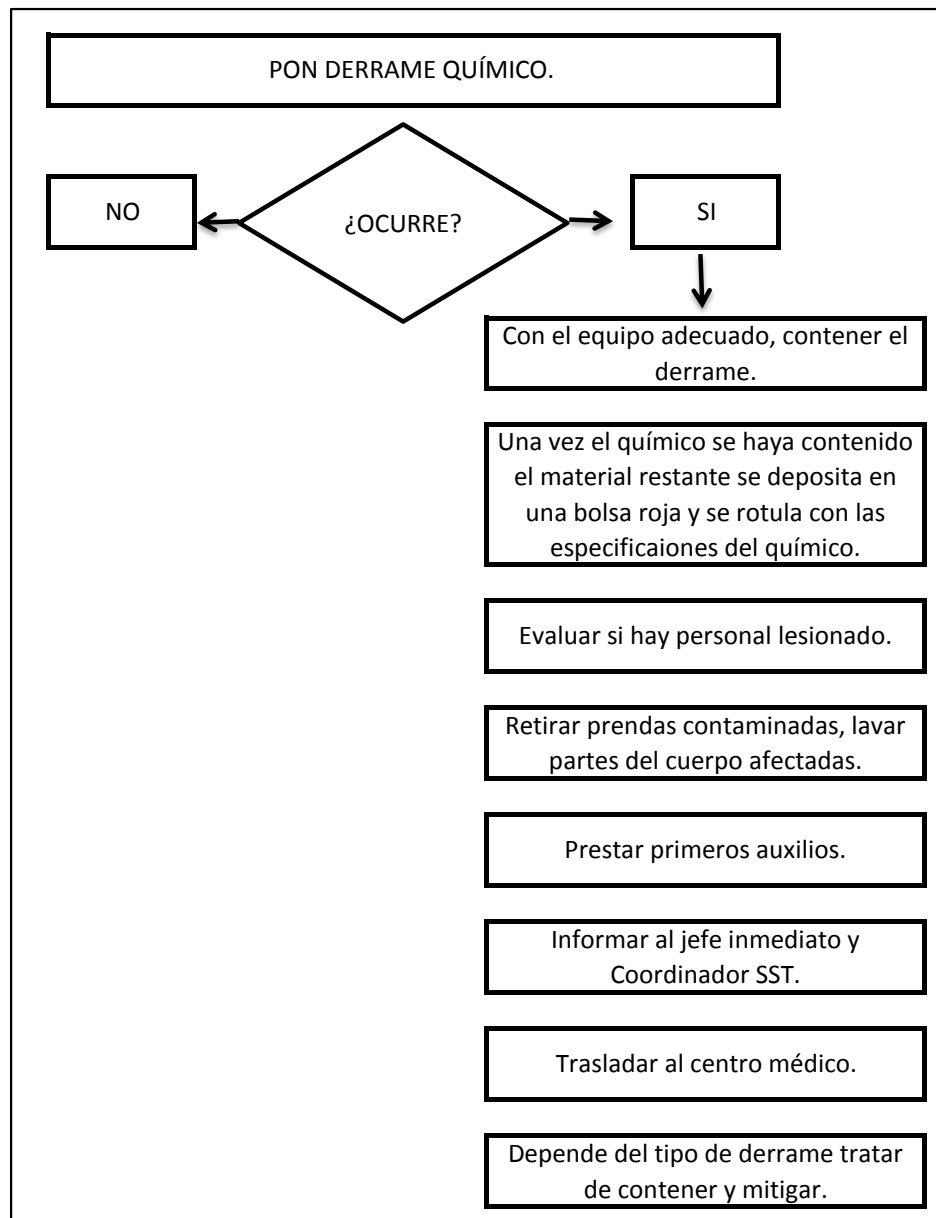 PON DERRAME QUÍMICO.
NO
¿OCURRE?
SI
Con el equipo adecuado, contener el
derrame.
Una vez el químico se haya contenido
el material restante se deposita en
una bolsa roja y se rotula con las
especificaiones del químico.
Evaluar si hay personal lesionado.
Retirar prendas contaminadas, lavar
partes del cuerpo afectadas.
Prestar primeros auxilios.
Informar al jefe inmediato y
Coordinador SST.
Trasladar al centro médico.
Depende del tipo de derrame tratar
de contener y mitigar.